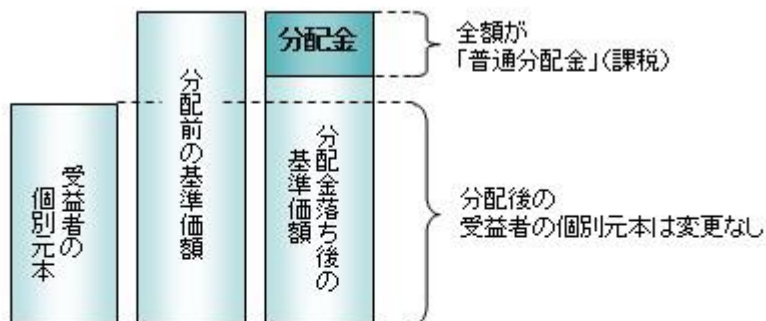 受益者の
個別元本
分配前の基準価額
分配金
分配金落ち後の
基準価額
全額が
「普通分配金」(課税)
分配後の
受益者の個別元本は変更なし